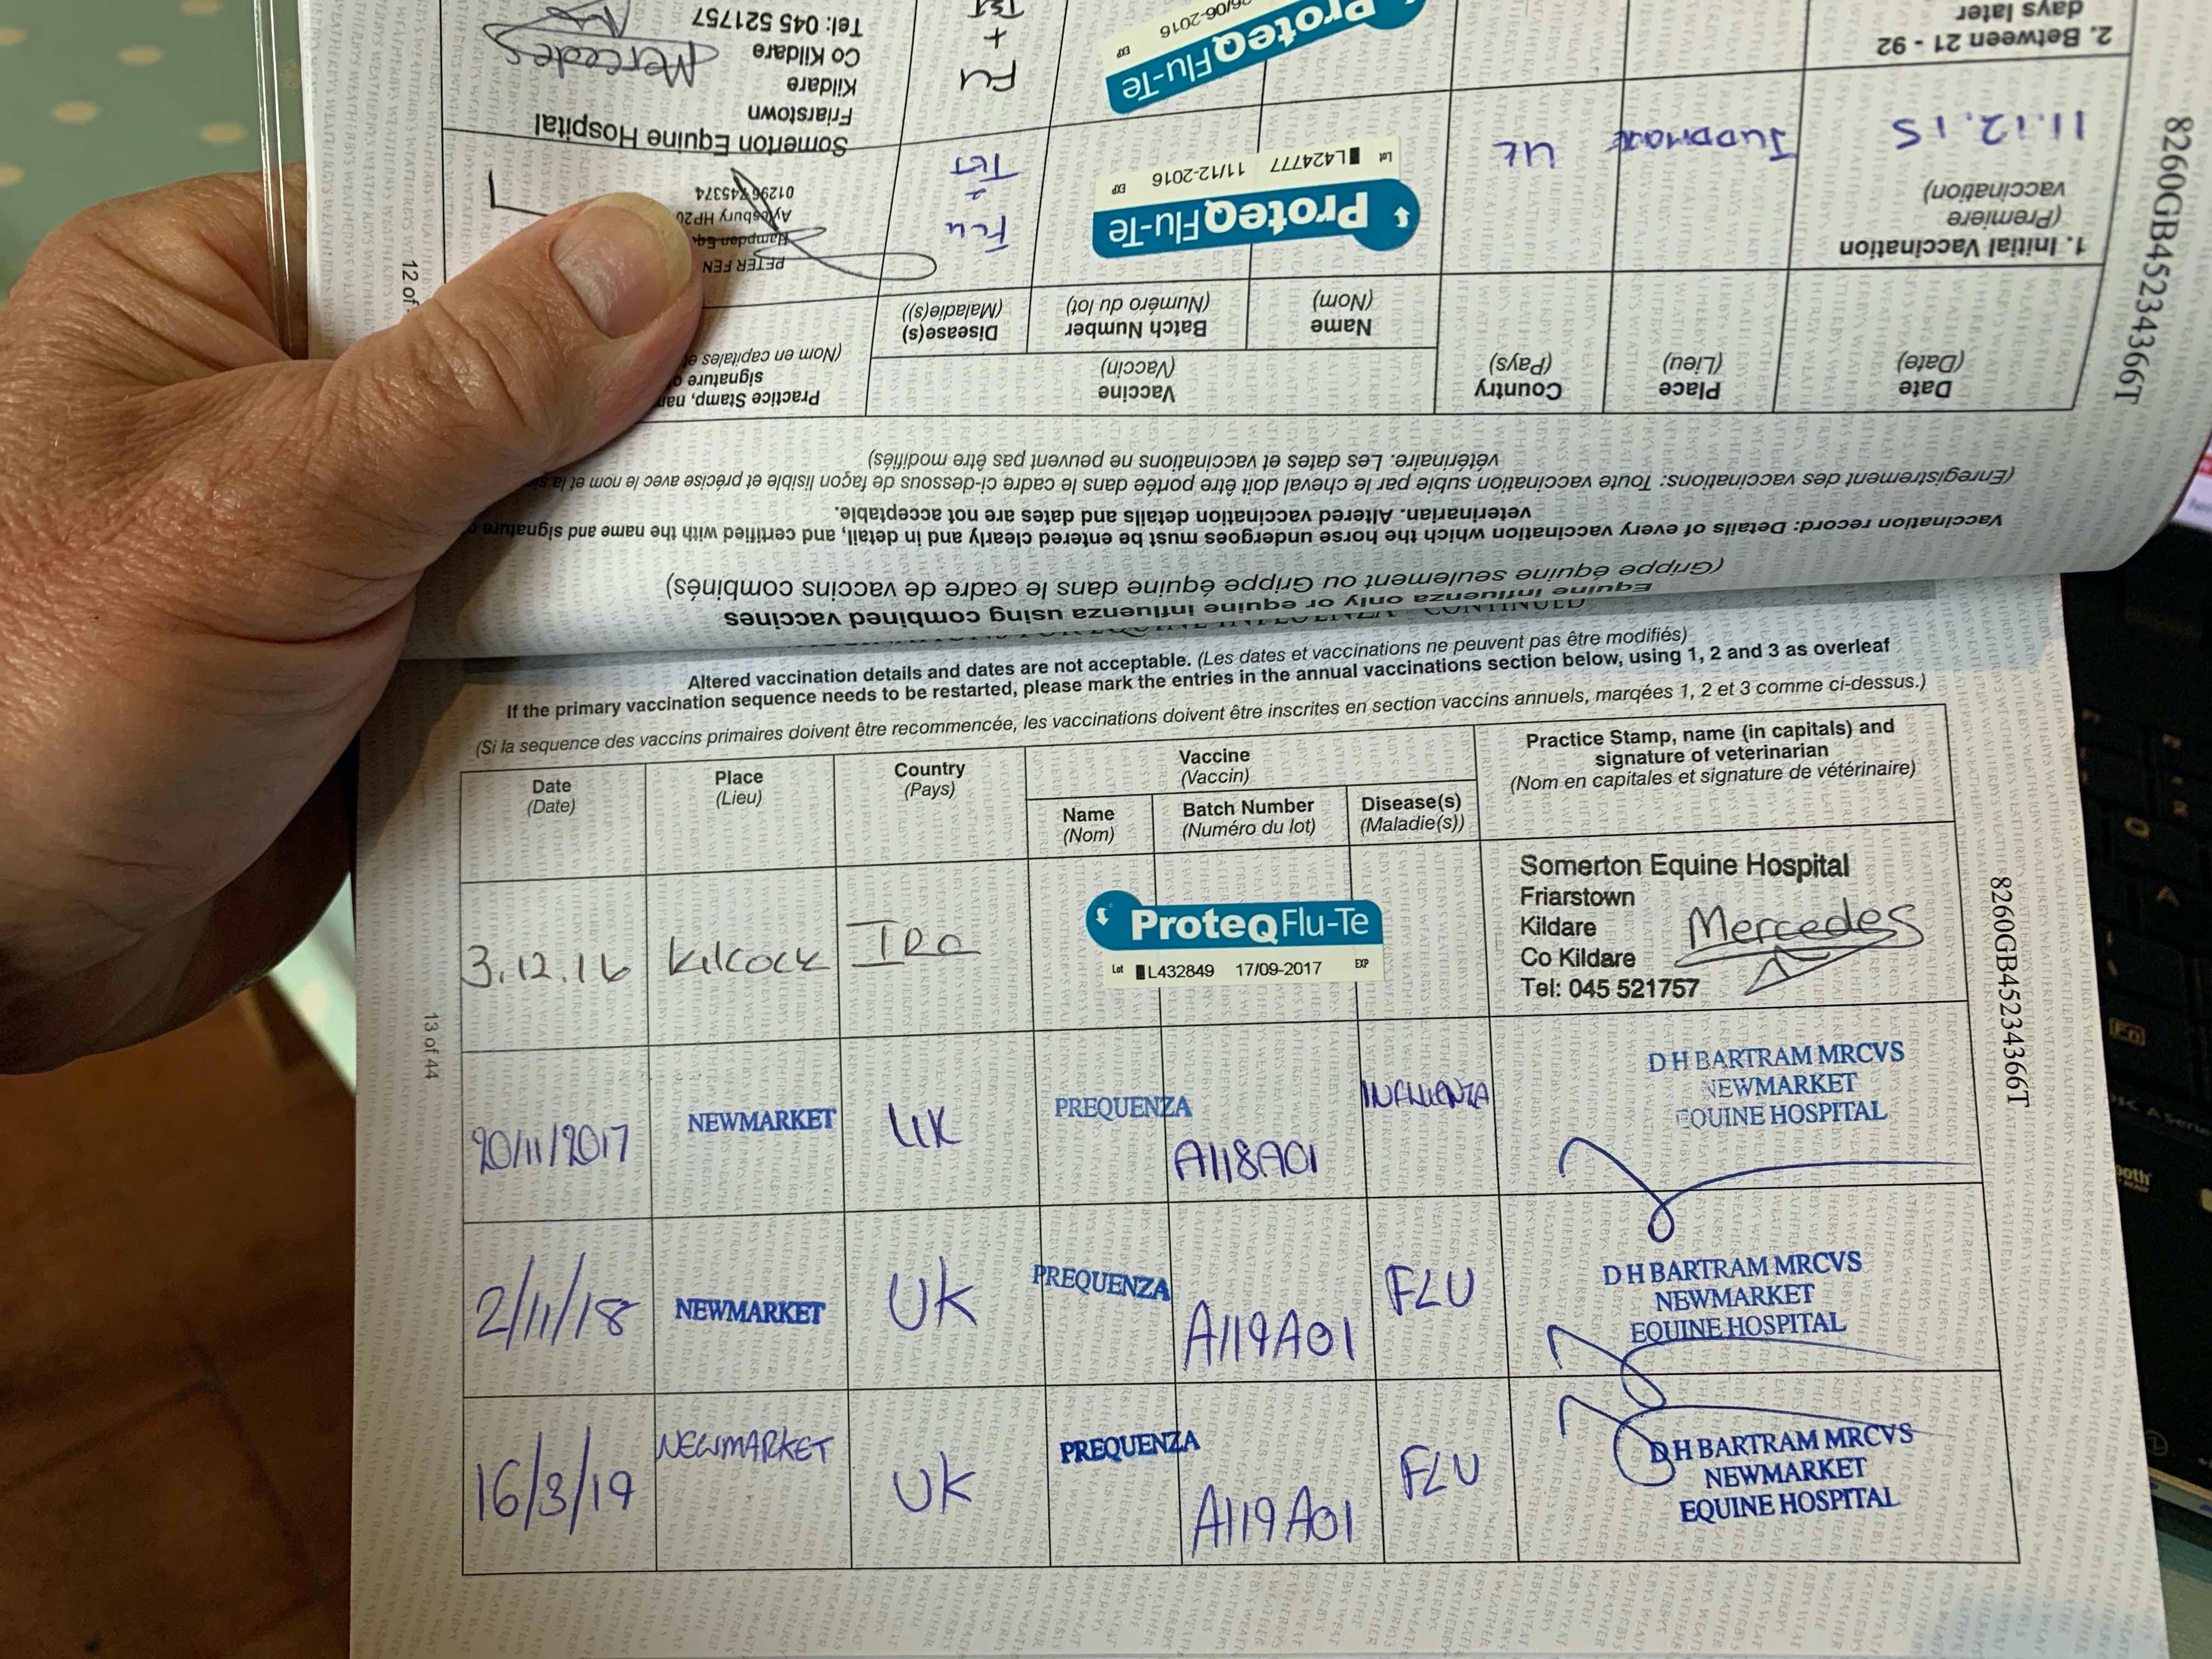 8260GB45234366T
12 of
Equine influenza only or equine influenza using combined vaccines
(Grippe équine seulement ou Grippe équine dans le cadre de vaccins combinés)
Vaccination record: Details of every vaccination which the horse undergoes must be entered clearly and in detail, and certified with the name and signature
veterinarian. Altered vaccination details and dates are not acceptable.
(Enregistrement des vaccinations: Toute vaccination subie par le cheval doit être portée dans le cadre ci-dessous de façon lisible et précise avec le nom et la
vétérinaire. Les dates et vaccinations ne peuvent pas être modifiés)
Date
(Date)
Place
(Lieu)
Country
(Pays)
Vaccine
(Vaccin)
Name
(Nom)
Batch Number
(Numéro du lot)
Disease(s)
(Maladie(s))
Practice Stamp,
signature
(Nom en capitales
1. Initial Vaccination
(Première
vaccination)
11.12.15
JUDDMONTE
UK
ProteqFlu-Te
Lot L424777 11/12-2016 EXP
FLU
TET
PETER FEN
Hampden
Aylesbury HP20
01296 745374
2. Between 21 - 92
days later
ProteqFlu-Te
06-2016 EXP
FLU
+
TET
Somerton Equine Hospital
Friarstown
Kildare
Co Kildare
Tel: 045 521757
Mercedes
CONTINUED
Altered vaccination details and dates are not acceptable. (Les dates et vaccinations ne peuvent pas être modifiés)
If the primary vaccination sequence needs to be restarted, please mark the entries in the annual vaccinations section below, using 1, 2 and 3 as overleaf
(Si la sequence des vaccins primaires doivent être recommencée, les vaccinations doivent être inscrites en section vaccins annuels, marqées 1, 2 et 3 comme ci-dessus.)
Date
(Date)
Place
(Lieu)
Country
(Pays)
Vaccine
(Vaccin)
Name
(Nom)
Batch Number
(Numéro du lot)
Disease(s)
(Maladie(s))
Practice Stamp, name (in capitals) and
signature of veterinarian
(Nom en capitales et signature de vétérinaire)
3.12.16
Kilcock
ProteqFlu-Te
Lot L432849 17/09-2017 EXP
Somerton Equine Hospital
Friarstown
Kildare
Co Kildare
Tel: 045 521757
Mercedes
20/11/2017
NEWMARKET
UK
PREQUENZA
A118A01
INFLUENZA
D H BARTRAM MRCVS
NEWMARKET
EQUINE HOSPITAL
2/11/18
NEWMARKET
UK
PREQUENZA
A119A01
FLU
D H BARTRAM MRCVS
NEWMARKET
EQUINE HOSPITAL
16/3/19
NEWMARKET
UK
PREQUENZA
A119A01
FLU
D H BARTRAM MRCVS
NEWMARKET
EQUINE HOSPITAL
13 of 44
8260GB45234366T